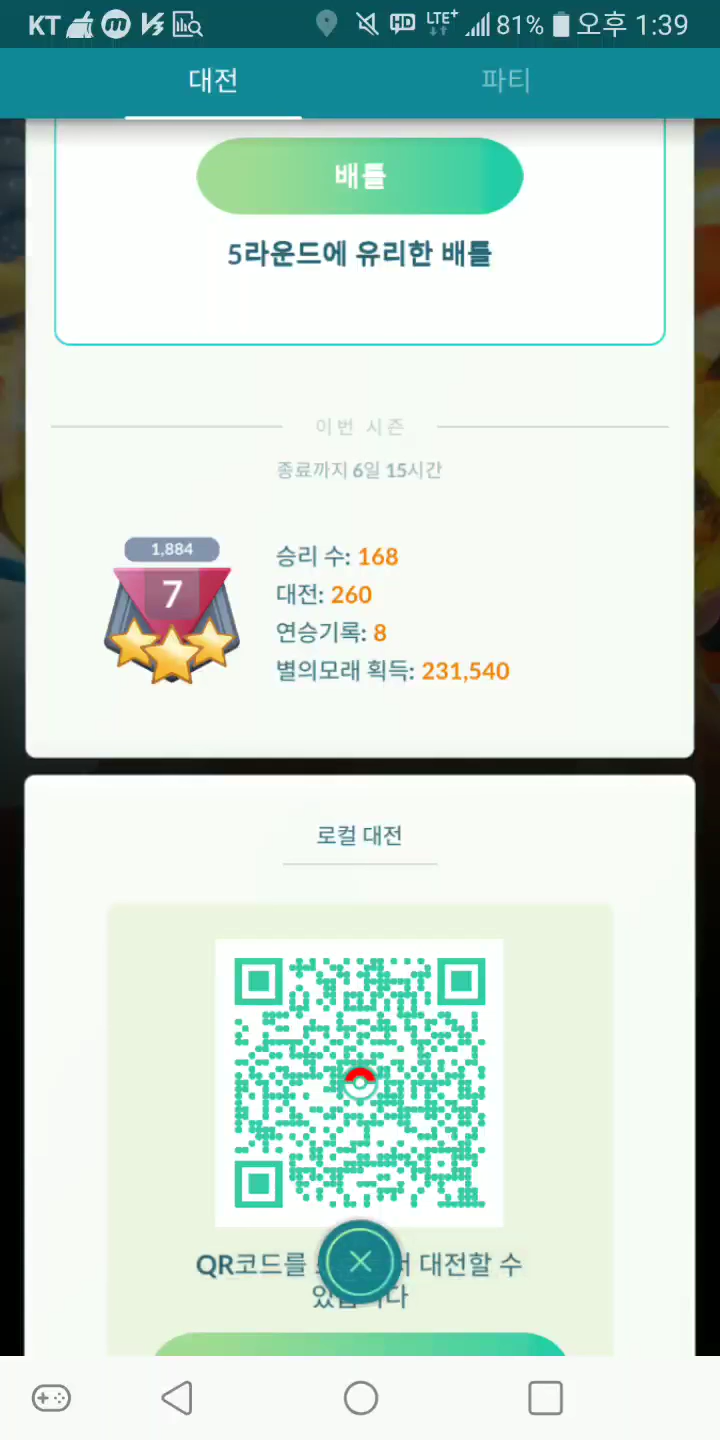 KT HD LTE+ 81% 오후 1:39
대전 파티
배틀
5라운드에 유리한 배틀
이번 시즌
종료까지 6일 15시간
1,884
7
승리 수: 168
대전: 260
연승기록: 8
별의모래 획득: 231,540
로컬 대전
QR코드를 대전할 수